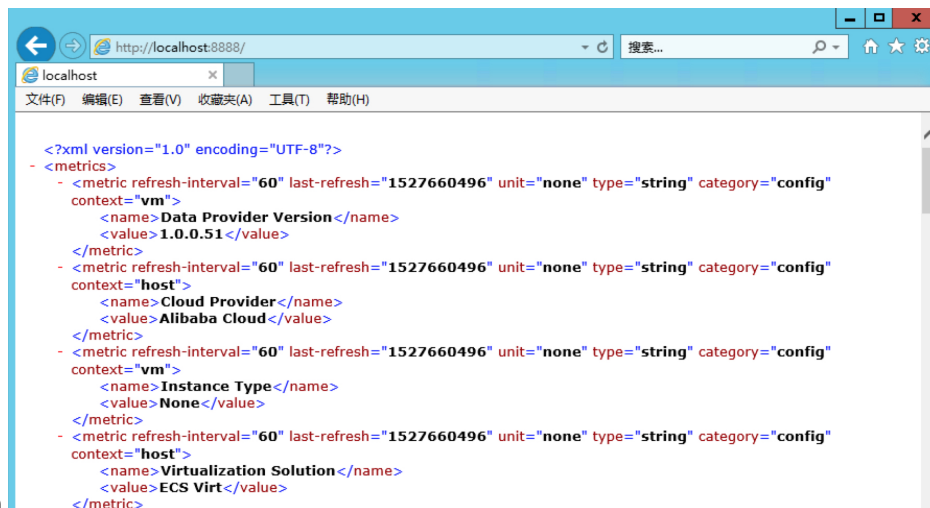 http://localhost:8888/
搜索...
localhost
文件(F) 编辑(E) 查看(V) 收藏夹(A) 工具(T) 帮助(H)
<?xml version="1.0" encoding="UTF-8"?>
- <metrics>
- <metric refresh-interval="60" last-refresh="1527660496" unit="none" type="string" category="config"
context="vm">
<name>Data Provider Version</name>
<value>1.0.0.51</value>
</metric>
- <metric refresh-interval="60" last-refresh="1527660496" unit="none" type="string" category="config"
context="host">
<name>Cloud Provider</name>
<value>Alibaba Cloud</value>
</metric>
- <metric refresh-interval="60" last-refresh="1527660496" unit="none" type="string" category="config"
context="vm">
<name>Instance Type</name>
<value>None</value>
</metric>
- <metric refresh-interval="60" last-refresh="1527660496" unit="none" type="string" category="config"
context="host">
<name>Virtualization Solution</name>
<value>ECS Virt</value>
</metric>